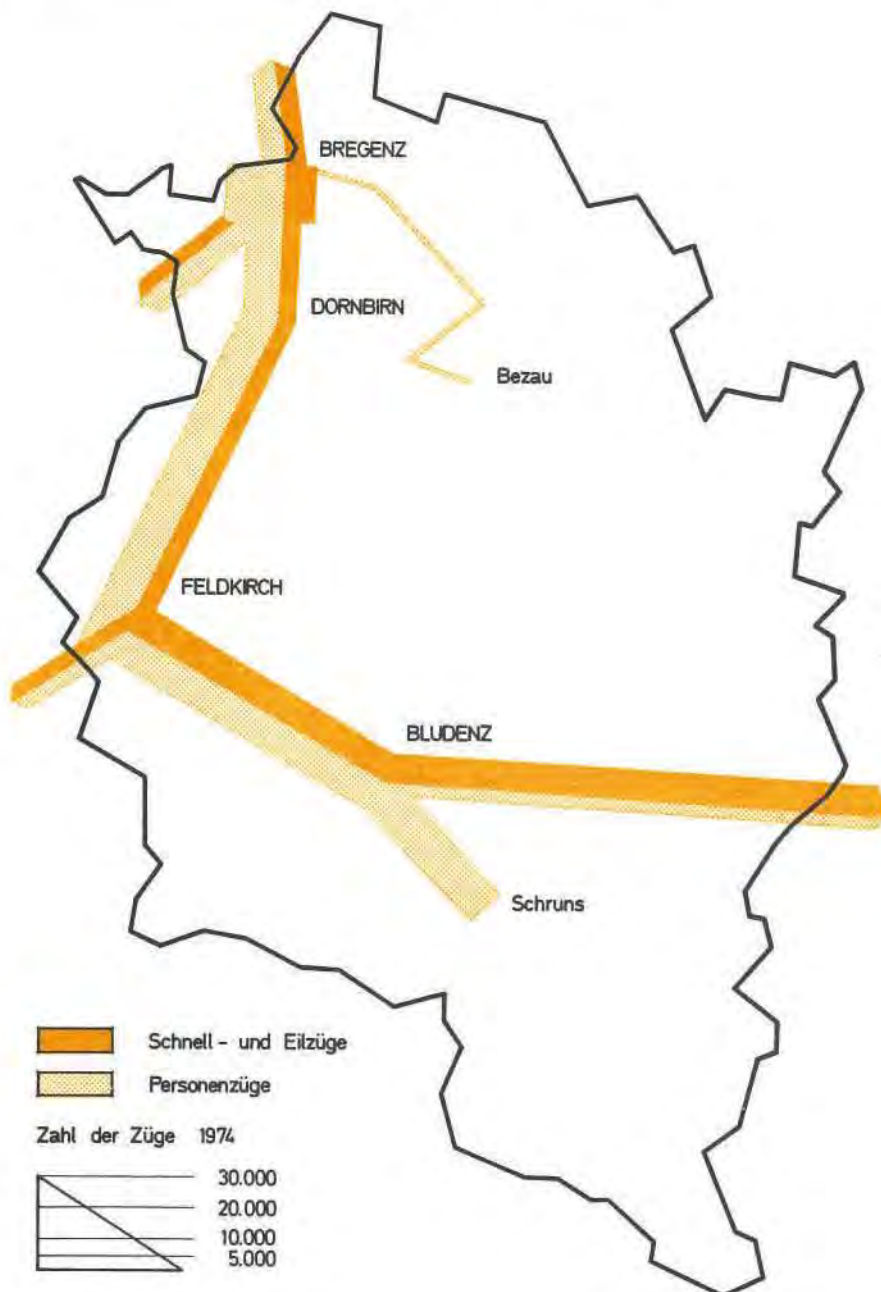 BREGENZ
DORNBIRN
Bezau
FELDKIRCH
BLUDENZ
Schruns
Schnell - und Eilzüge
Personenzüge
Zahl der Züge 1974
30.000
20.000
10.000
5.000